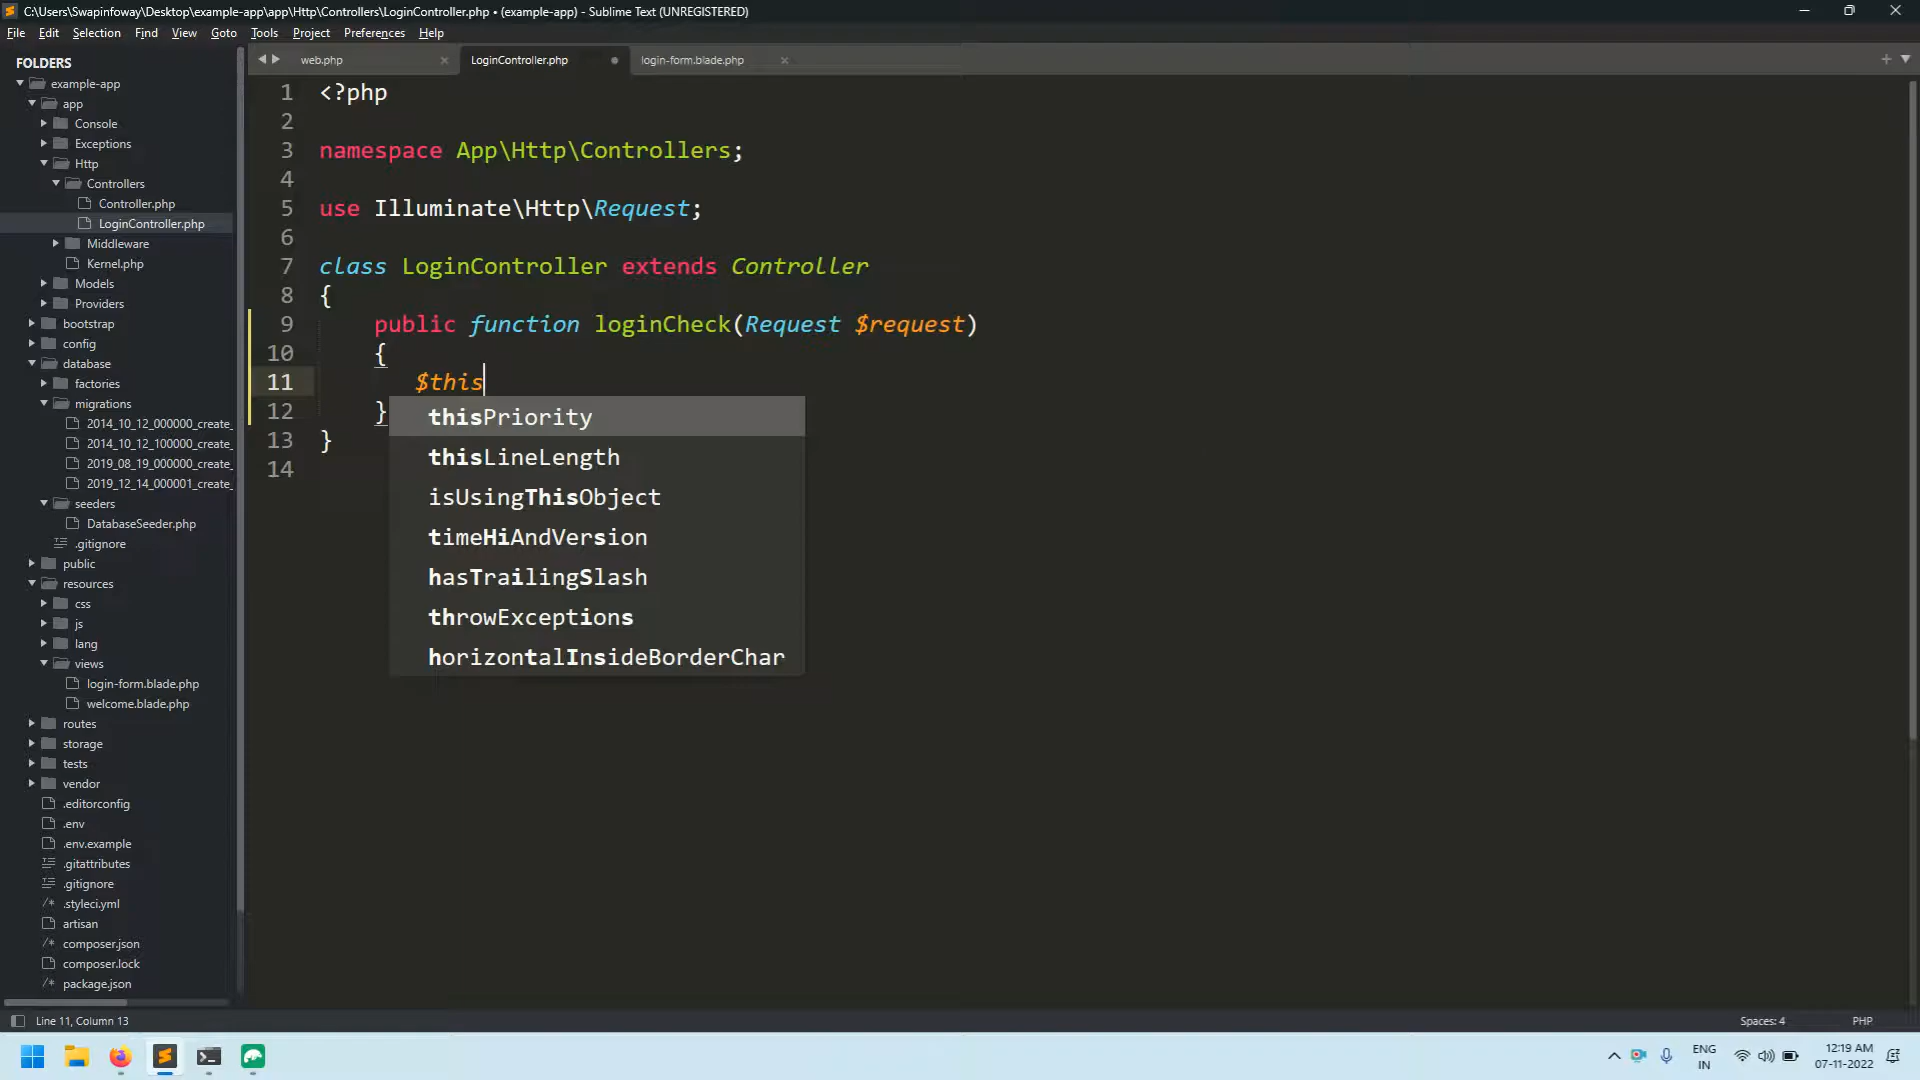 C:\Users\Swapinfoway\Desktop\example-app\app\Http\Controllers\LoginController.php • (example-app) - Sublime Text (UNREGISTERED)
File Edit Selection Find View Goto Tools Project Preferences Help
FOLDERS
example-app
app
Console
Exceptions
Http
Controllers
Controller.php
LoginController.php
Middleware
Kernel.php
Models
Providers
bootstrap
config
database
factories
migrations
2014_10_12_000000_create_
2014_10_12_100000_create_
2019_08_19_000000_create_
2019_12_14_000001_create_
seeders
DatabaseSeeder.php
.gitignore
public
resources
css
js
lang
views
login-form.blade.php
welcome.blade.php
routes
storage
tests
vendor
.editorconfig
.env
.env.example
.gitattributes
.gitignore
.styleci.yml
artisan
composer.json
composer.lock
package.json
web.php LoginController.php login-form.blade.php
1 <?php
2
3 namespace App\Http\Controllers;
4
5 use Illuminate\Http\Request;
6
7 class LoginController extends Controller
8 {
9 public function loginCheck(Request $request)
10 {
11 $this
12 }
13 }
14
thisPriority
thisLineLength
isUsingThisObject
timeHiAndVersion
hasTrailingSlash
throwExceptions
horizontalInsideBorderChar
Line 11, Column 13 Spaces: 4 PHP
ENG
IN
12:19 AM
07-11-2022